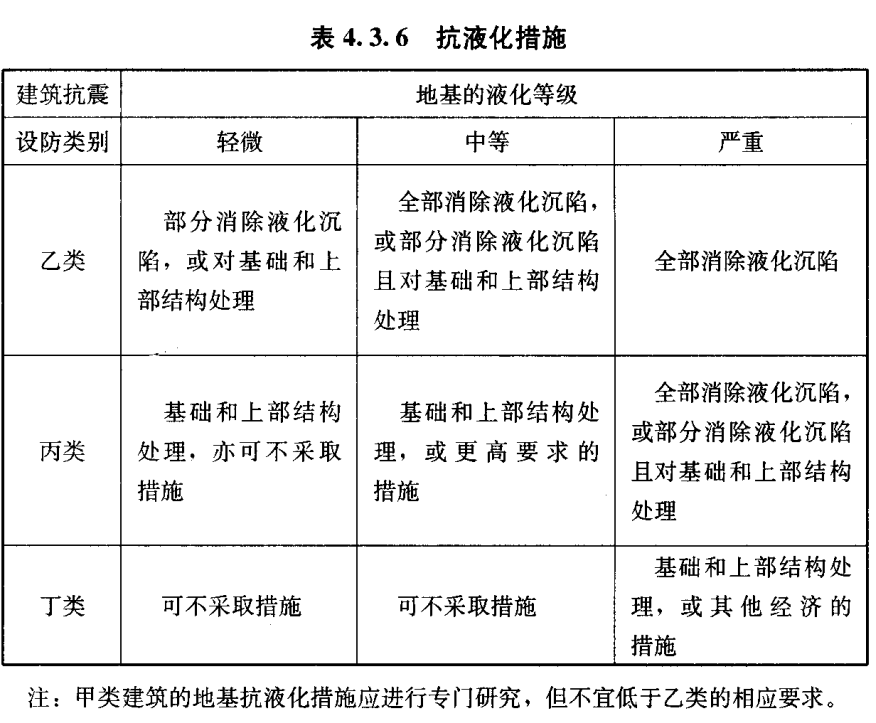 表 4.3.6 抗液化措施
建筑抗震 地基的液化等级
设防类别 轻微 中等 严重
乙类
部分消除液化沉
陷，或对基础和上
部结构处理
全部消除液化沉陷，
或部分消除液化沉陷
且对基础和上部结构
处理
全部消除液化沉陷
丙类
基础和上部结构
处理，亦可不采取
措施
基础和上部结构处
理，或更高要求的
措施
全部消除液化沉陷，
或部分消除液化沉陷
且对基础和上部结构
处理
丁类
可不采取措施
可不采取措施
基础和上部结构处
理，或其他经济的
措施
注：甲类建筑的地基抗液化措施应进行专门研究，但不宜低于乙类的相应要求。